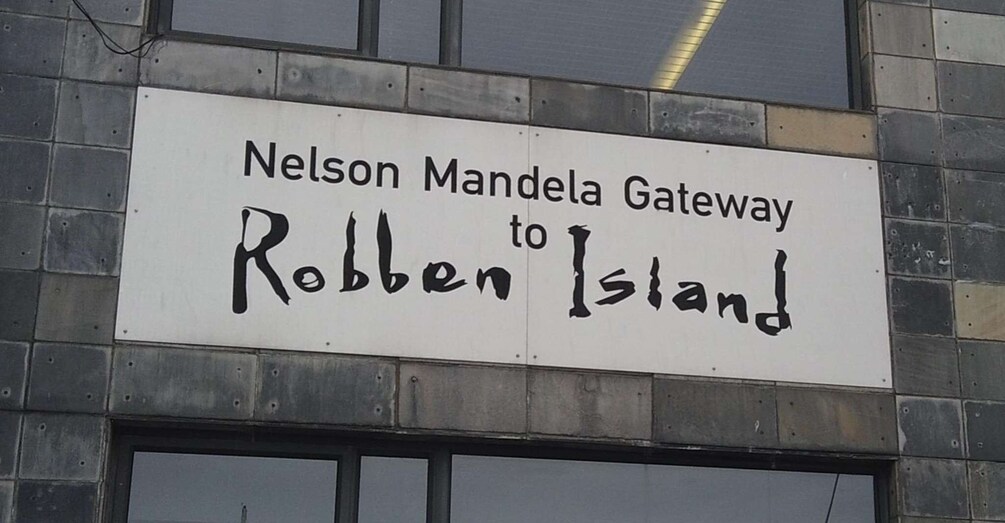 Nelson Mandela Gateway
to
Robben Island